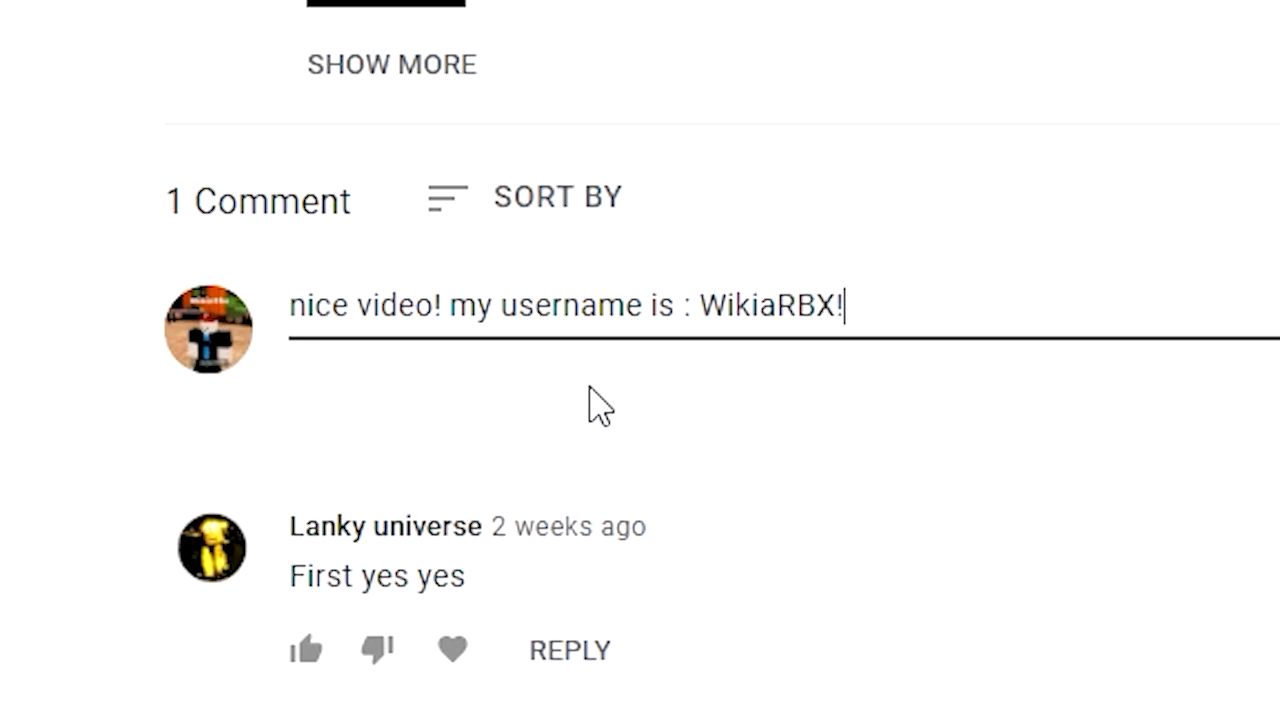 SHOW MORE
1 Comment
SORT BY
nice video! my username is : WikiaRBX!
Lanky universe 2 weeks ago
First yes yes
REPLY